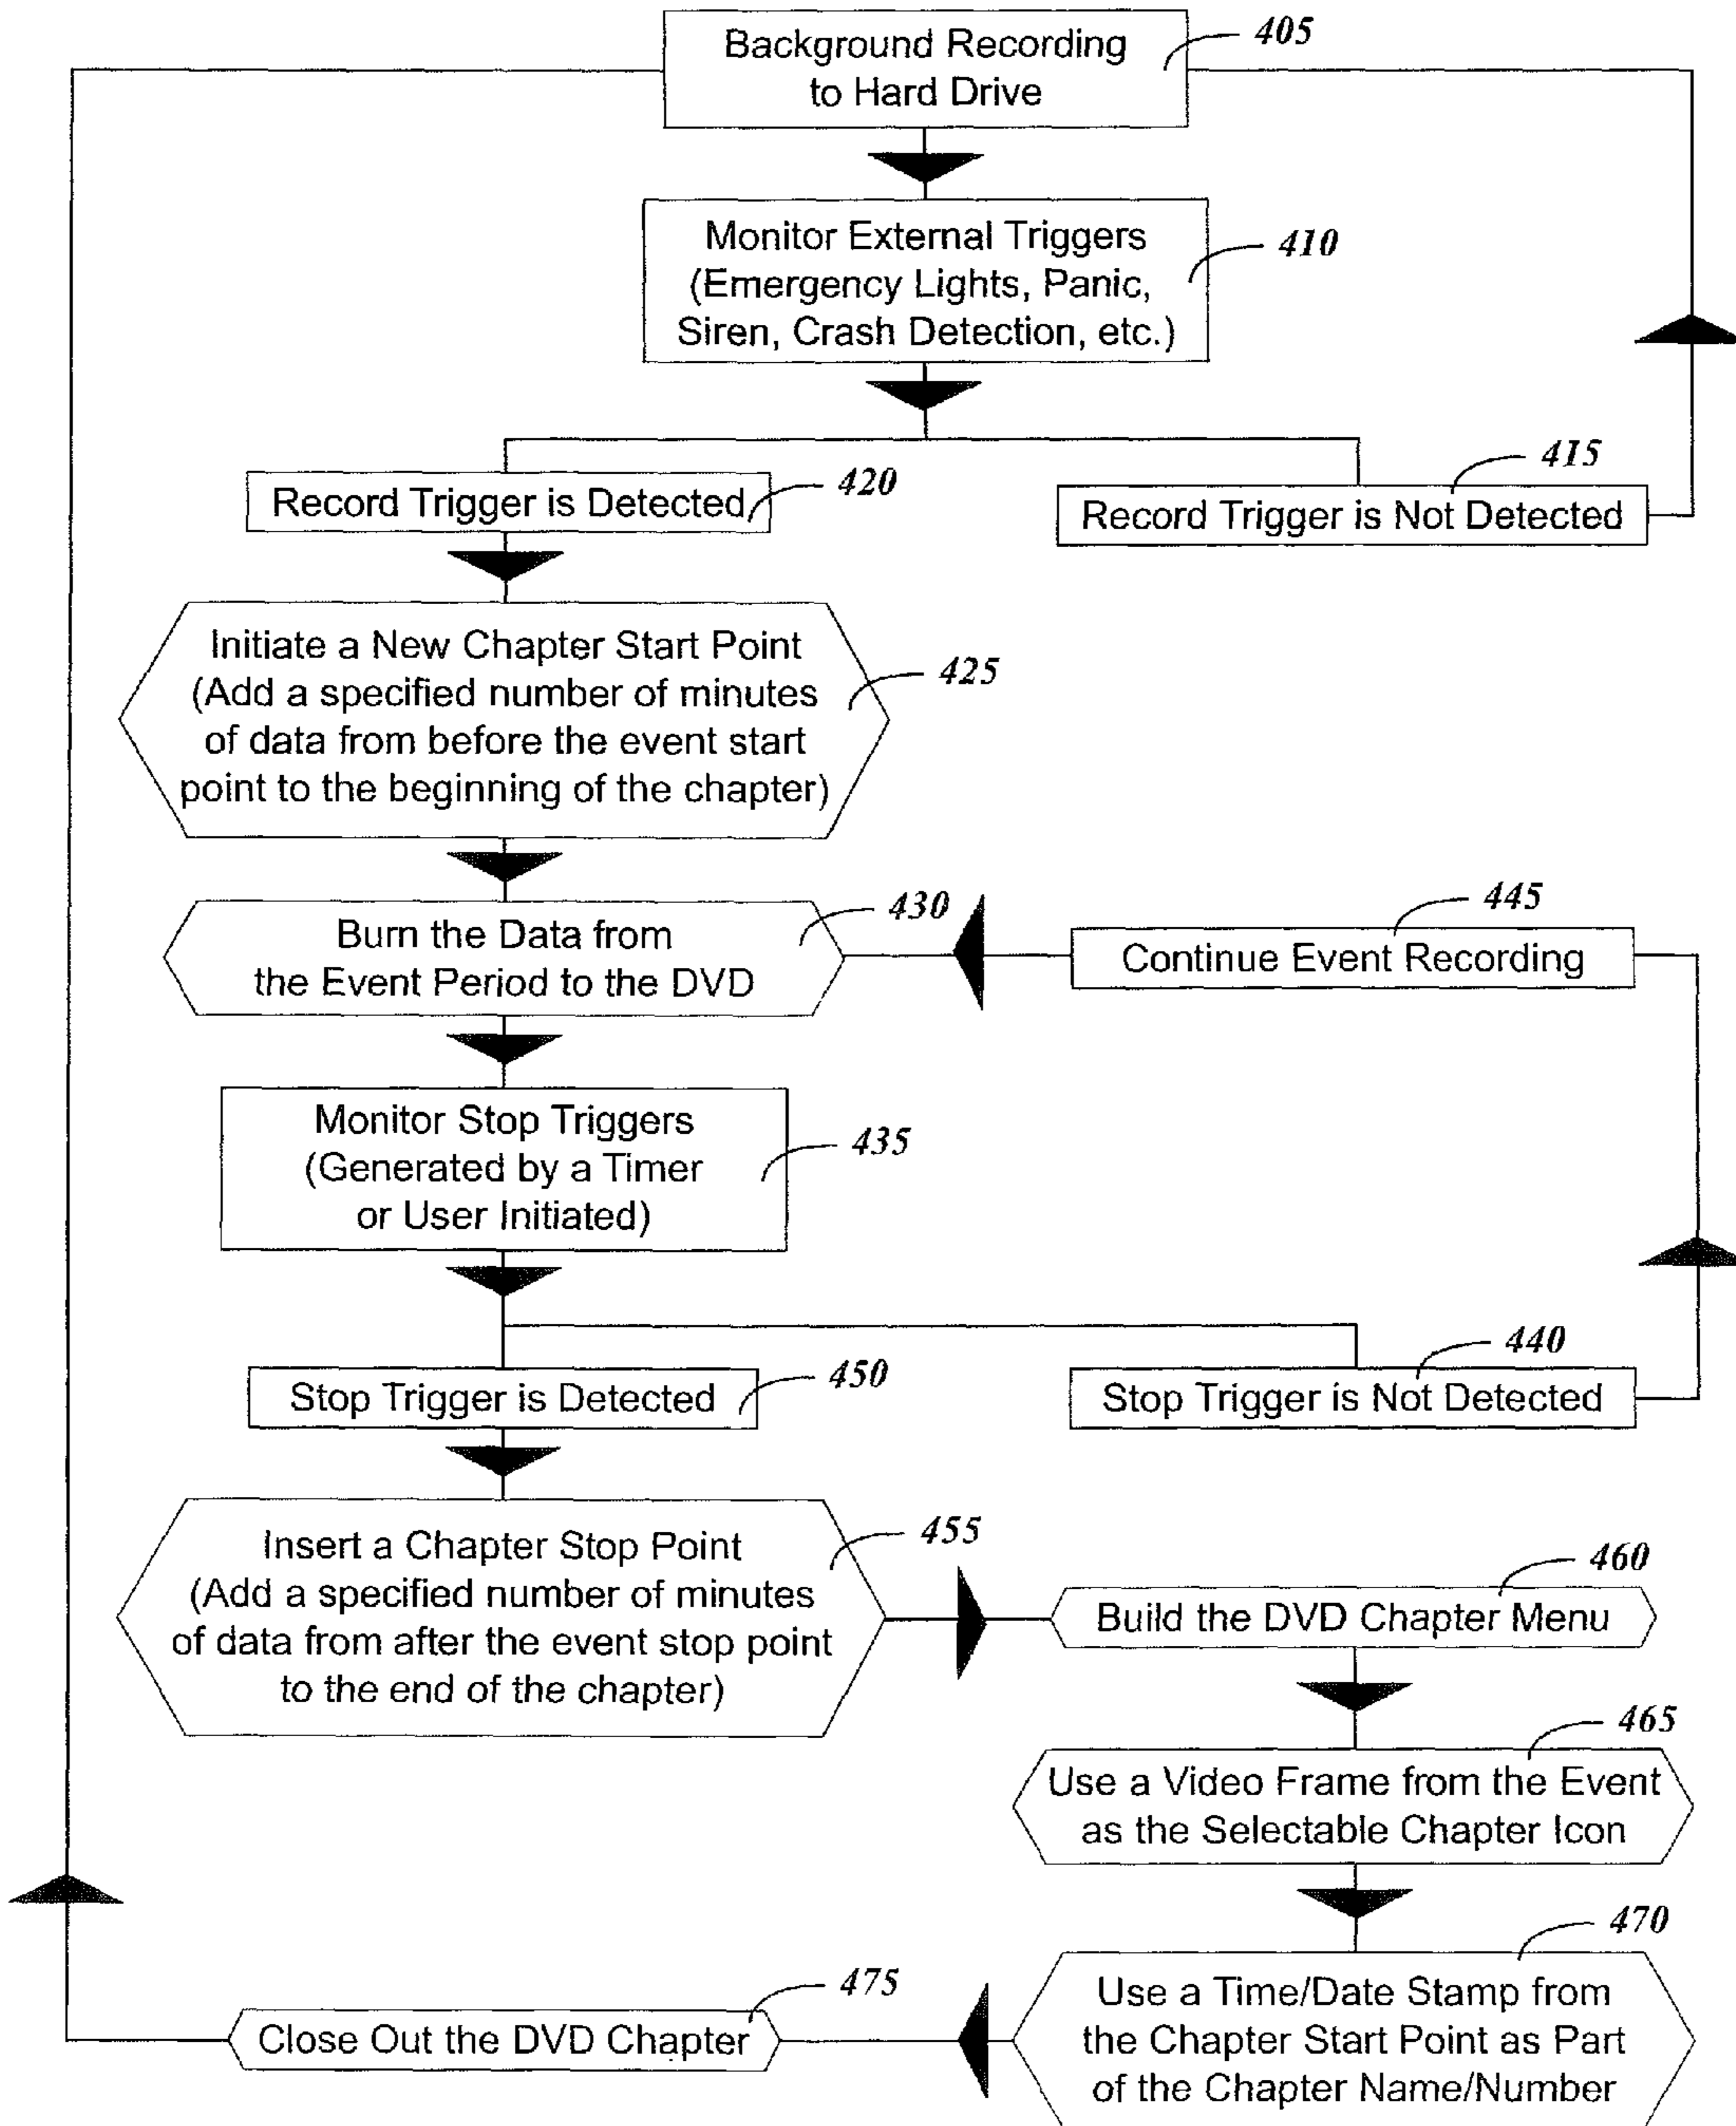 Background Recording
to Hard Drive
405
Monitor External Triggers
(Emergency Lights, Panic,
Siren, Crash Detection, etc.)
410
Record Trigger is Detected
420
Record Trigger is Not Detected
415
Initiate a New Chapter Start Point
(Add a specified number of minutes
of data from before the event start
point to the beginning of the chapter)
425
Burn the Data from
the Event Period to the DVD
430
Continue Event Recording
445
Monitor Stop Triggers
(Generated by a Timer
or User Initiated)
435
Stop Trigger is Detected
450
Stop Trigger is Not Detected
440
Insert a Chapter Stop Point
(Add a specified number of minutes
of data from after the event stop point
to the end of the chapter)
455
Build the DVD Chapter Menu
460
Use a Video Frame from the Event
as the Selectable Chapter Icon
465
Use a Time/Date Stamp from
the Chapter Start Point as Part
of the Chapter Name/Number
470
Close Out the DVD Chapter
475